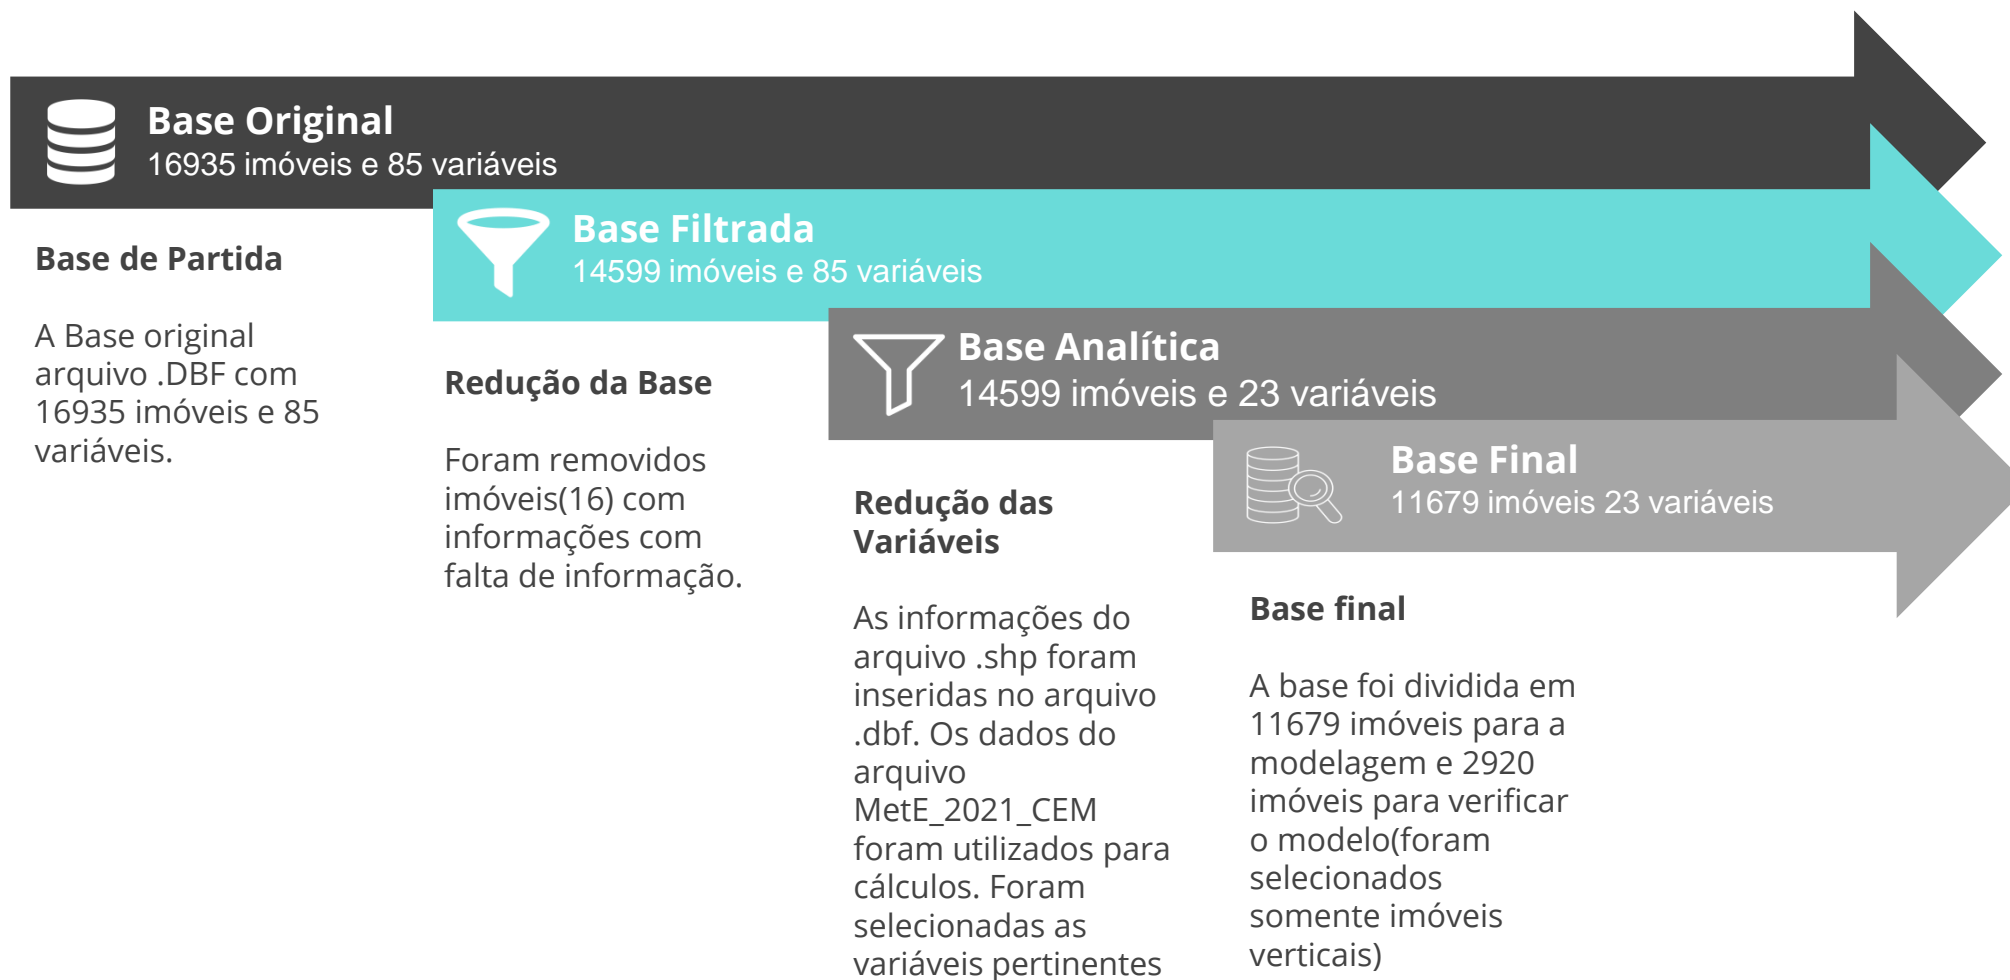 Base Original
16935 imóveis e 85 variáveis
Base de Partida
A Base original
arquivo .DBF com
16935 imóveis e 85
variáveis.
Base Filtrada
14599 imóveis e 85 variáveis
Redução da Base
Foram removidos
imóveis(16) com
informações com
falta de informação.
Base Analítica
14599 imóveis e 23 variáveis
Redução das
Variáveis
As informações do
arquivo .shp foram
inseridas no arquivo
.dbf. Os dados do
arquivo
MetE_2021_CEM
foram utilizados para
cálculos. Foram
selecionadas as
variáveis pertinentes
Base Final
11679 imóveis 23 variáveis
Base final
A base foi dividida em
11679 imóveis para a
modelagem e 2920
imóveis para verificar
o modelo(foram
selecionados
somente imóveis
verticais)